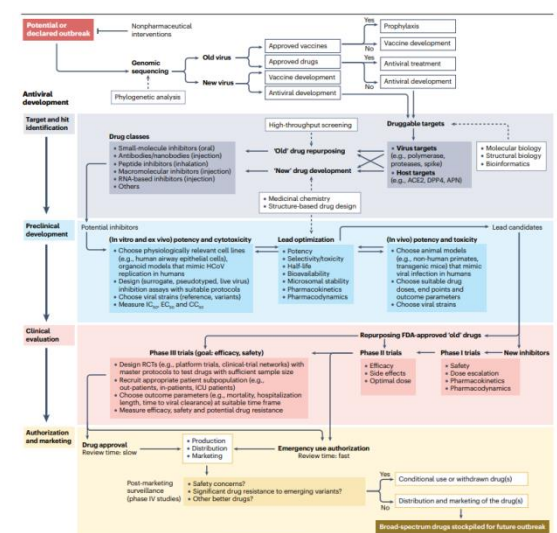 Potential or
declared outbreak
Nonpharmaceutical
interventions
Genomic
sequencing
Phylogenetic analysis
Old virus
New virus
Approved vaccines
Approved drugs
Vaccine development
Antiviral development
Yes
No
Yes
No
Prophylaxis
Vaccine development
Antiviral treatment
Antiviral development
Antiviral
development
Target and hit
identification
High-throughput screening
Drug classes
• Small-molecule inhibitors (oral)
• Antibodies/nanobodies (injection)
• Peptide inhibitors (inhalation)
• Macromolecular inhibitors (injection)
• RNA-based inhibitors (injection)
• Others
'Old' drug repurposing
'New' drug development
Druggable targets
• Virus targets
(e.g., polymerase,
proteases, spike)
• Host targets
(e.g., ACE2, DPP4, APN)
• Molecular biology
• Structural biology
• Bioinformatics
• Medicinal chemistry
• Structure-based drug design
Preclinical
development
Potential inhibitors
Lead candidates
(In vitro and ex vivo) potency and cytotoxicity
• Choose physiologically relevant cell lines
(e.g., human airway epithelial cells),
organoid models that mimic HCoV
replication in humans
• Design (surrogate, pseudotyped, live virus)
inhibition assays with suitable protocols
• Choose viral strains (reference, variants)
• Measure IC50, EC50 and CC50
Lead optimization
• Potency
• Selectivity/toxicity
• Half-life
• Bioavailability
• Microsomal stability
• Pharmacokinetics
• Pharmacodynamics
(In vivo) potency and toxicity
• Choose animal models
(e.g., non-human primates,
transgenic mice) that mimic
viral infection in humans
• Choose suitable drug
doses, end points and
outcome parameters
• Choose viral strains
Clinical
evaluation
Repurposing FDA-approved 'old' drugs
Phase III trials (goal: efficacy, safety)
• Design RCTs (e.g., platform trials, clinical-trial networks) with
master protocols to test drugs with sufficient sample size
• Recruit appropriate patient subpopulation (e.g.,
out-patients, in-patients, ICU patients)
• Choose outcome parameters (e.g., mortality, hospitalization
length, time to viral clearance) at suitable time frame
• Measure efficacy, safety and potential drug resistance
Phase II trials
• Efficacy
• Side effects
• Optimal dose
Phase I trials
• Safety
• Dose escalation
• Pharmacokinetics
• Pharmacodynamics
New inhibitors
Authorization
and marketing
Drug approval
Review time: slow
• Production
• Distribution
• Marketing
Emergency use authorization
Review time: fast
Post-marketing
surveillance
(phase IV studies)
• Safety concerns?
• Significant drug resistance to emerging variants?
• Other better drugs?
Yes
No
Conditional use or withdrawn drug(s)
Distribution and marketing of the drug(s)
Broad-spectrum drugs stockpiled for future outbreak